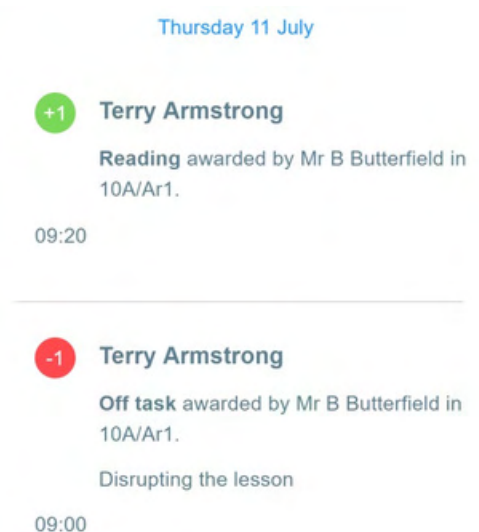 Thursday 11 July
+1
Terry Armstrong
Reading awarded by Mr B Butterfield in
10A/Ar1.
09:20
-1
Terry Armstrong
Off task awarded by Mr B Butterfield in
10A/Ar1.
Disrupting the lesson
09:00